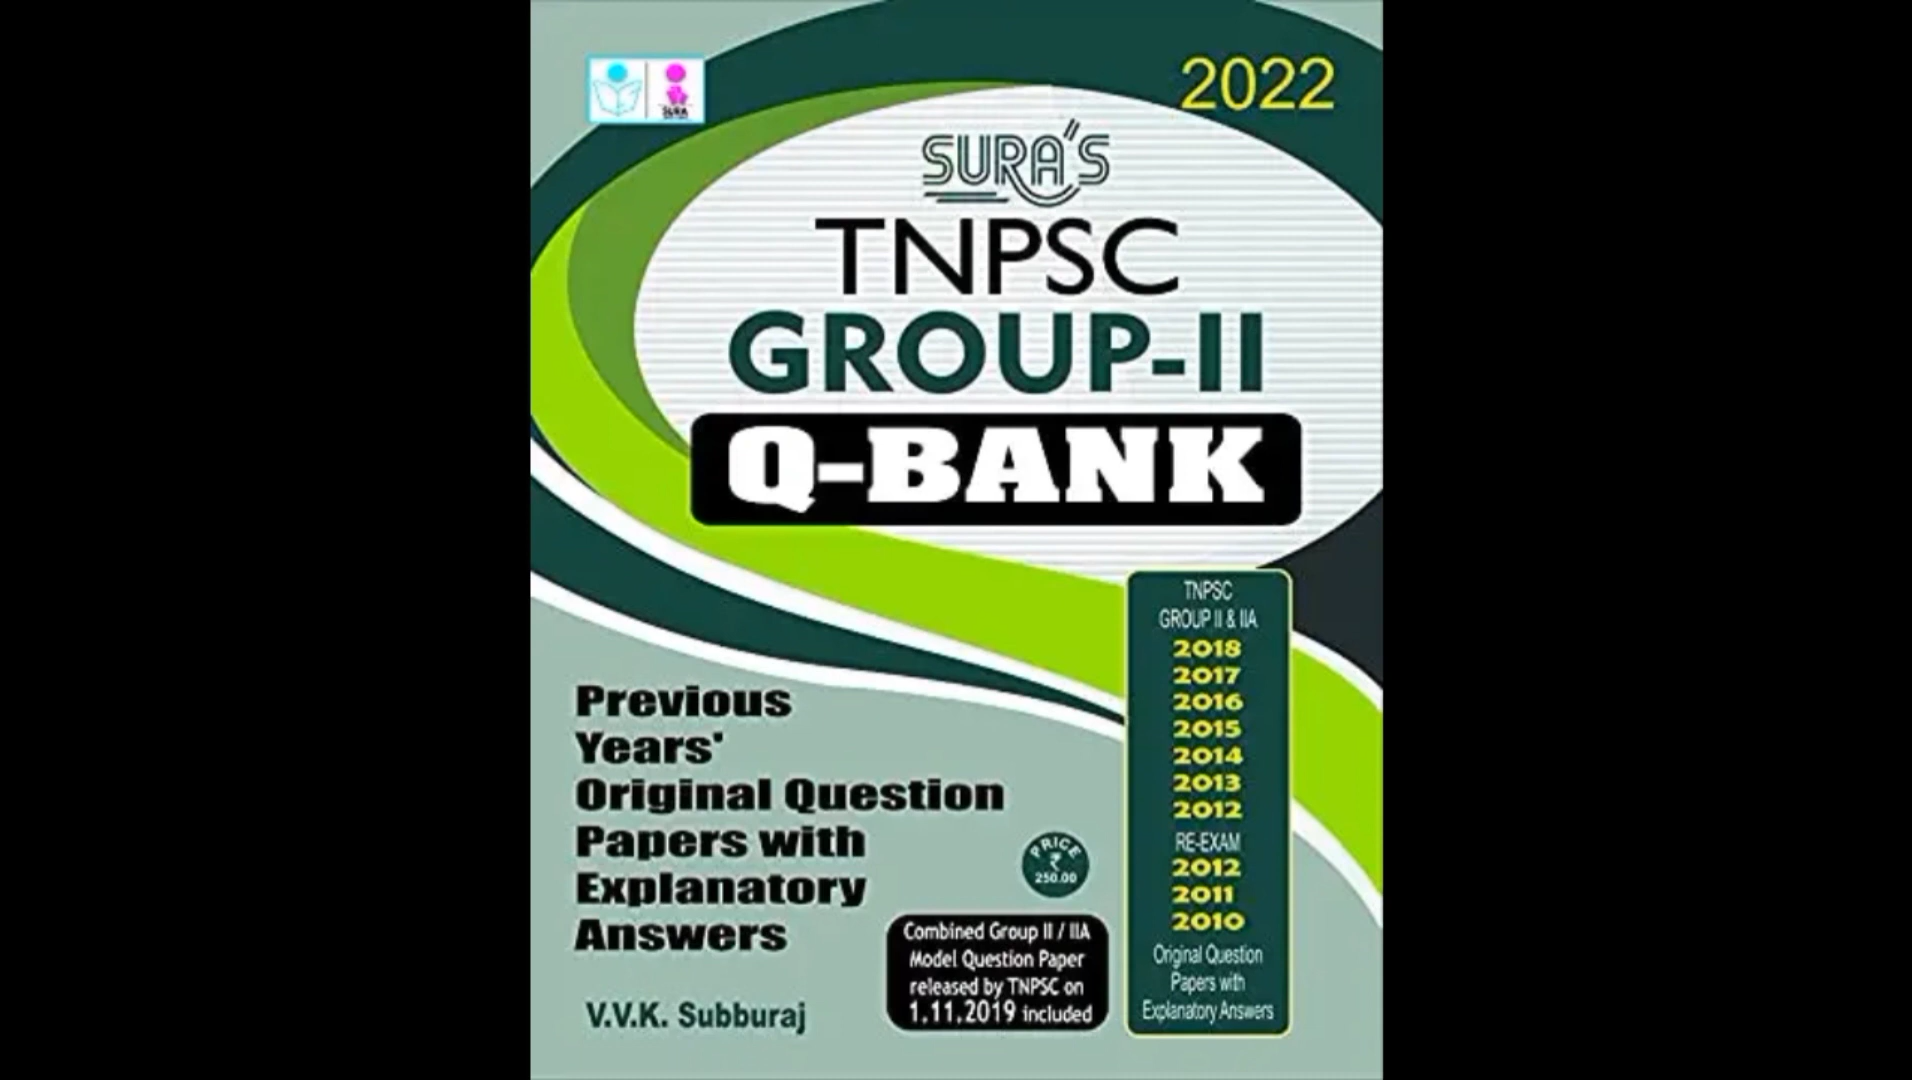 2022
SURA
SURA'S
TNPSC
GROUP-II
Q-BANK
Previous
Years'
Original Question
Papers with
Explanatory
Answers
V.V.K. Subburaj
PRICE
₹
250.00
Combined Group II / IIA
Model Question Paper
released by TNPSC on
1.11.2019 included
TNPSC
GROUP II & IIA
2018
2017
2016
2015
2014
2013
2012
RE-EXAM
2012
2011
2010
Original Question
Papers with
Explanatory Answers